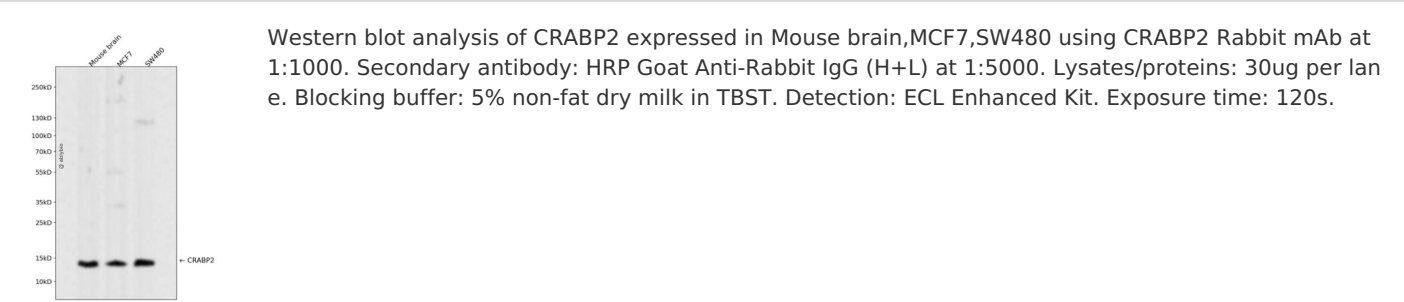 Western blot analysis of CRABP2 expressed in Mouse brain,MCF7,SW480 using CRABP2 Rabbit mAb at
1:1000. Secondary antibody: HRP Goat Anti-Rabbit IgG (H+L) at 1:5000. Lysates/proteins: 30ug per lan
e. Blocking buffer: 5% non-fat dry milk in TBST. Detection: ECL Enhanced Kit. Exposure time: 120s.
Mouse brain
MCF7
SW480
250kD
130kD
100kD
70kD
55kD
35kD
25kD
15kD
← CRABP2
10kD